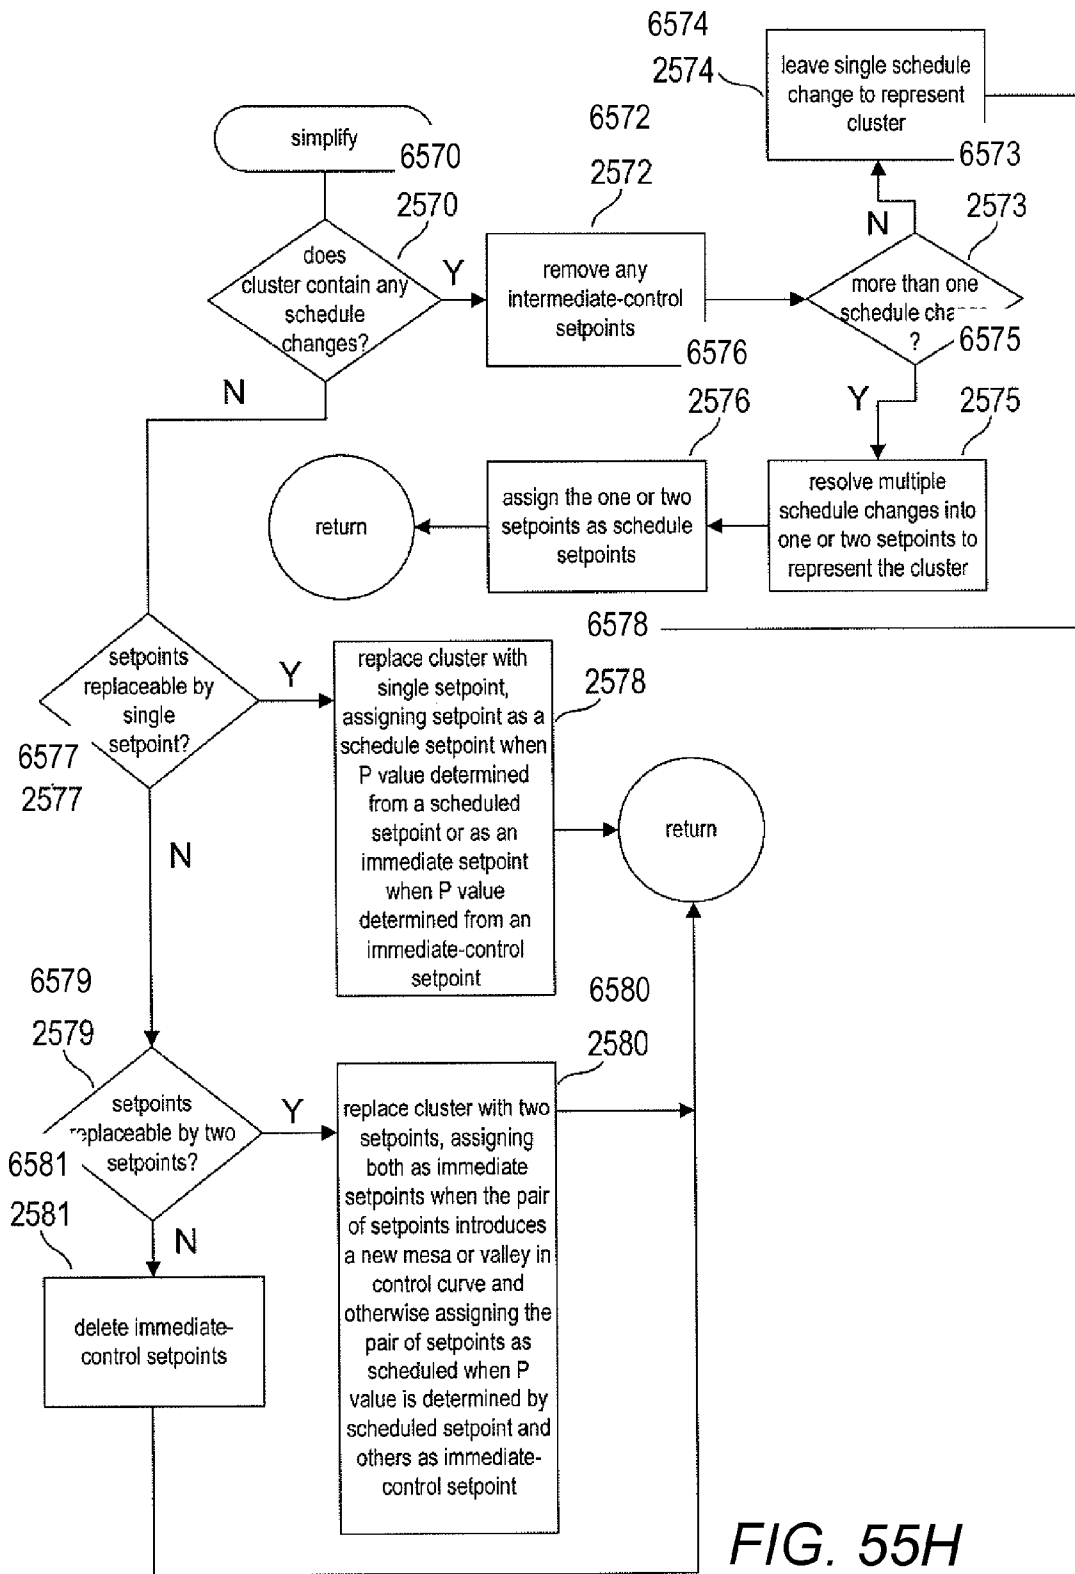 6574
2574
leave single schedule
change to represent
cluster
simplify
6570
2570
6572
2572
6573
2573
does
cluster contain any
schedule
changes?
Y
remove any
intermediate-control
setpoints
6576
N
more than one
schedule
?
6575
N
2576
Y
2575
return
assign the one or two
setpoints as schedule
setpoints
resolve multiple
schedule changes into
one or two setpoints to
represent the cluster
6578
2578
setpoints
replaceable by
single
setpoint?
Y
6577
2577
replace cluster with
single setpoint,
assigning setpoint as a
schedule setpoint when
P value determined
from a scheduled
setpoint or as an
immediate setpoint
when P value
determined from an
immediate-control
setpoint
return
N
6579
2579
6580
2580
setpoints
replaceable by two
setpoints?
Y
6581
2581
N
replace cluster with two
setpoints, assigning
both as immediate
setpoints when the pair
of setpoints introduces
a new mesa or valley in
control curve and
otherwise assigning the
pair of setpoints as
scheduled when P
value is determined by
scheduled setpoint and
others as immediate-
control setpoint
delete immediate-
control setpoints
FIG. 55H